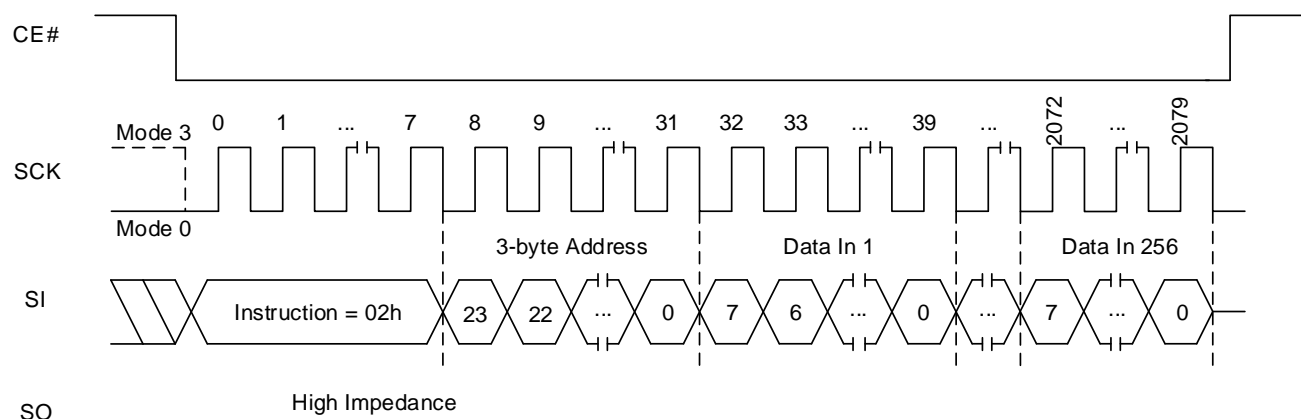 CE#
SCK
Mode 3
0 1 ... 7 8 9 ... 31 32 33 ... 39 ... 2072 ... 2079
Mode 0
3-byte Address Data In 1 Data In 256
SI
Instruction = 02h 23 22 ... 0 7 6 ... 0 ... 7 ... 0
SO
High Impedance